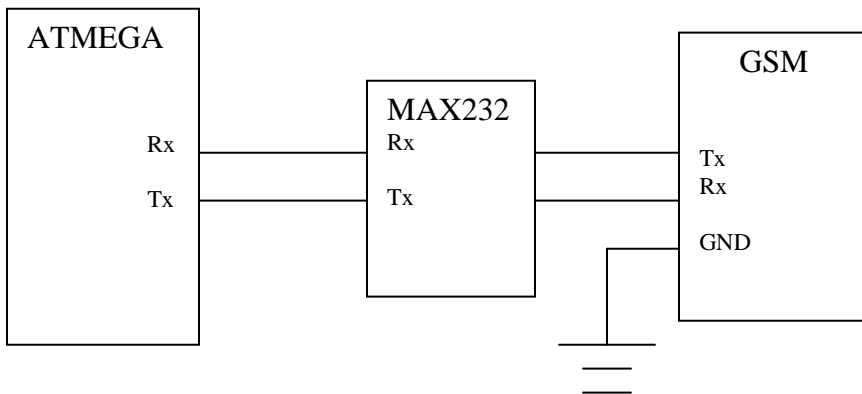 ATMEGA
Rx
Tx
MAX232
Rx
Tx
GSM
Tx
Rx
GND